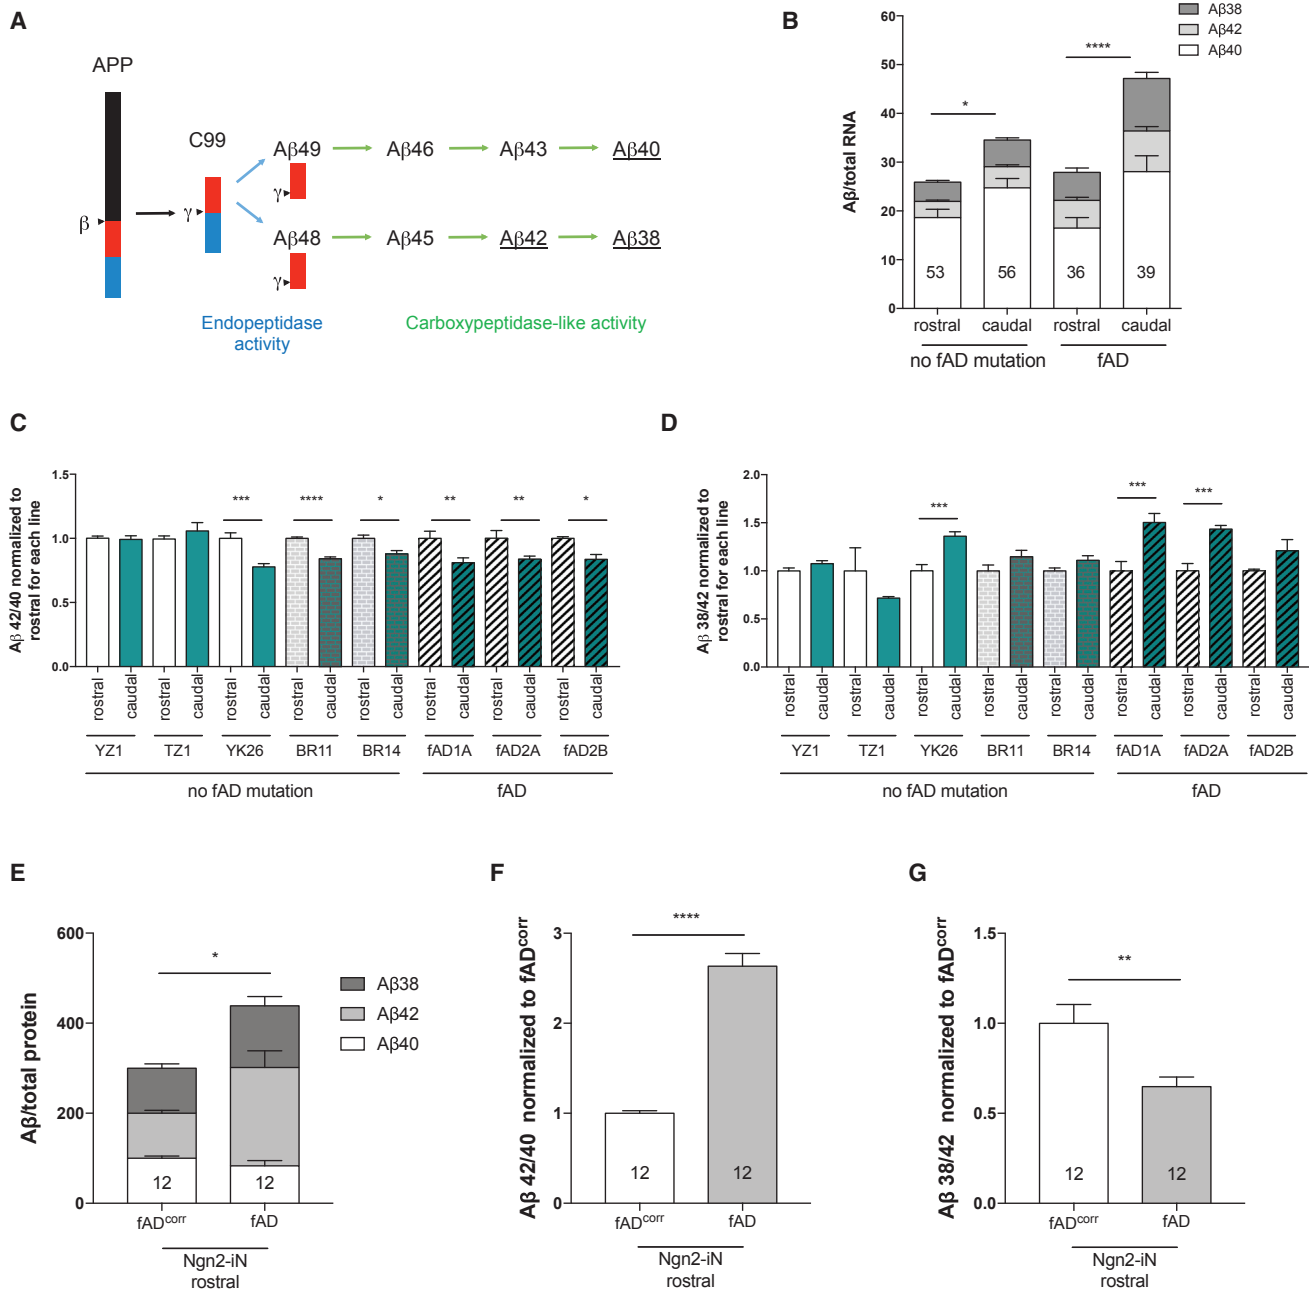 A
APP
C99
β
γ
Aβ49
Aβ46
Aβ43
Aβ40
γ
Aβ48
Aβ45
Aβ42
Aβ38
γ
Endopeptidase
activity
Carboxypeptidase-like activity
B
Aβ38
Aβ42
Aβ40
Aβ/total RNA
60
50
40
30
20
10
0
*
****
53
56
36
39
rostral
caudal
rostral
caudal
no fAD mutation
fAD
C
Aβ 42/40 normalized to
rostral for each line
1.5
1.0
0.5
0.0
***
****
*
**
**
*
rostral
caudal
rostral
caudal
rostral
caudal
rostral
caudal
rostral
caudal
rostral
caudal
rostral
caudal
rostral
caudal
YZ1
TZ1
YK26
BR11
BR14
fAD1A
fAD2A
fAD2B
no fAD mutation
fAD
D
Aβ 38/42 normalized to
rostral for each line
2.0
1.5
1.0
0.5
0.0
***
***
***
rostral
caudal
rostral
caudal
rostral
caudal
rostral
caudal
rostral
caudal
rostral
caudal
rostral
caudal
rostral
caudal
YZ1
TZ1
YK26
BR11
BR14
fAD1A
fAD2A
fAD2B
no fAD mutation
fAD
E
Aβ/total protein
600
400
200
0
*
Aβ38
Aβ42
Aβ40
12
12
fADcorr
fAD
Ngn2-iN
rostral
F
Aβ 42/40 normalized to fADcorr
3
2
1
0
****
12
12
fADcorr
fAD
Ngn2-iN
rostral
G
Aβ 38/42 normalized to fADcorr
1.5
1.0
0.5
0.0
**
12
12
fADcorr
fAD
Ngn2-iN
rostral